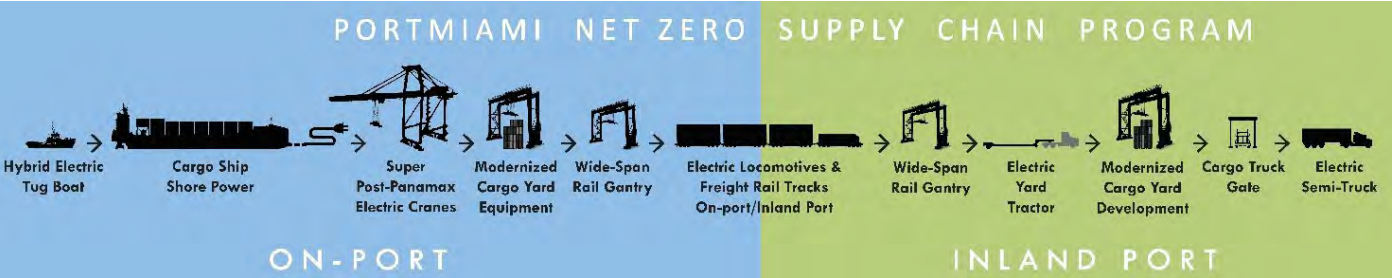 PORTMIAMI NET ZERO SUPPLY CHAIN PROGRAM
Hybrid Electric
Tug Boat
Cargo Ship
Shore Power
Super
Post-Panamax
Electric Cranes
Modernized
Cargo Yard
Equipment
Wide-Span
Rail Gantry
Electric Locomotives &
Freight Rail Tracks
On-port/Inland Port
Wide-Span
Rail Gantry
Electric
Yard
Tractor
Modernized
Cargo Yard
Development
Cargo Truck
Gate
Electric
Semi-Truck
ON-PORT
INLAND PORT